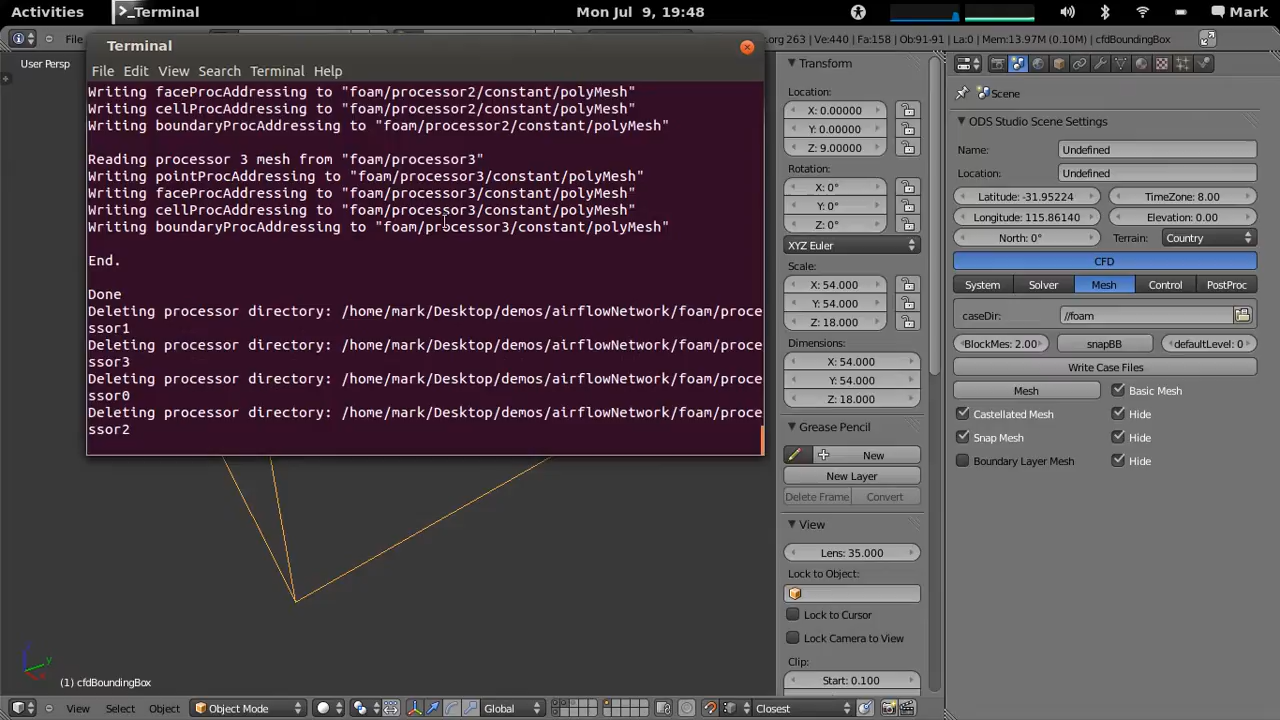 Activities
Terminal
Mon Jul 9, 19:48
Mark
File
org 263 | Ve:440 | Fa:158 | Ob:91-91 | La:0 | Mem:13.97M (0.10M) | cfdBoundingBox
User Persp
Terminal
File Edit View Search Terminal Help
Writing faceProcAddressing to "foam/processor2/constant/polyMesh"
Writing cellProcAddressing to "foam/processor2/constant/polyMesh"
Writing boundaryProcAddressing to "foam/processor2/constant/polyMesh"
Reading processor 3 mesh from "foam/processor3"
Writing pointProcAddressing to "foam/processor3/constant/polyMesh"
Writing faceProcAddressing to "foam/processor3/constant/polyMesh"
Writing cellProcAddressing to "foam/processor3/constant/polyMesh"
Writing boundaryProcAddressing to "foam/processor3/constant/polyMesh"
End.
Done
Deleting processor directory: /home/mark/Desktop/demos/airflowNetwork/foam/proce
ssor1
Deleting processor directory: /home/mark/Desktop/demos/airflowNetwork/foam/proce
ssor3
Deleting processor directory: /home/mark/Desktop/demos/airflowNetwork/foam/proce
ssor0
Deleting processor directory: /home/mark/Desktop/demos/airflowNetwork/foam/proce
ssor2
(1) cfdBoundingBox
View Select Object Object Mode Global Closest
Transform
Location:
X: 0.00000
Y: 0.00000
Z: 9.00000
Rotation:
X: 0°
Y: 0°
Z: 0°
XYZ Euler
Scale:
X: 54.000
Y: 54.000
Z: 18.000
Dimensions:
X: 54.000
Y: 54.000
Z: 18.000
Grease Pencil
New
New Layer
Delete Frame Convert
View
Lens: 35.000
Lock to Object:
Lock to Cursor
Lock Camera to View
Clip:
Start: 0.100
Scene
ODS Studio Scene Settings
Name: Undefined
Location: Undefined
Latitude: -31.95224 TimeZone: 8.00
Longitude: 115.86140 Elevation: 0.00
North: 0° Terrain: Country
CFD
System Solver Mesh Control PostProc
caseDir: //foam
BlockMes: 2.00 snapBB defaultLevel: 0
Write Case Files
Mesh Basic Mesh
Castellated Mesh Hide
Snap Mesh Hide
Boundary Layer Mesh Hide